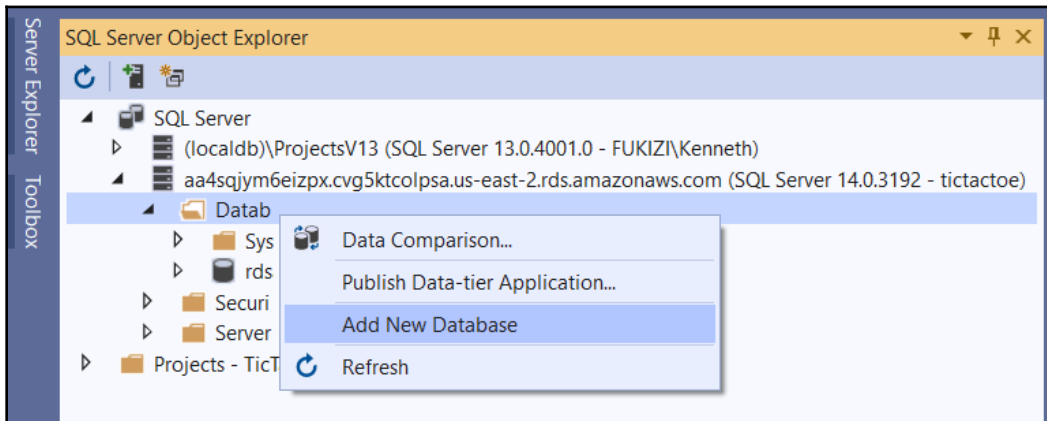 Server Explorer
Toolbox
SQL Server Object Explorer
SQL Server
(localdb)\ProjectsV13 (SQL Server 13.0.4001.0 - FUKIZI\Kenneth)
aa4sqjym6eizpx.cvg5ktcolpsa.us-east-2.rds.amazonaws.com (SQL Server 14.0.3192 - tictactoe)
Datab
Sys
rds
Securi
Server
Projects - TicT
Data Comparison...
Publish Data-tier Application...
Add New Database
Refresh